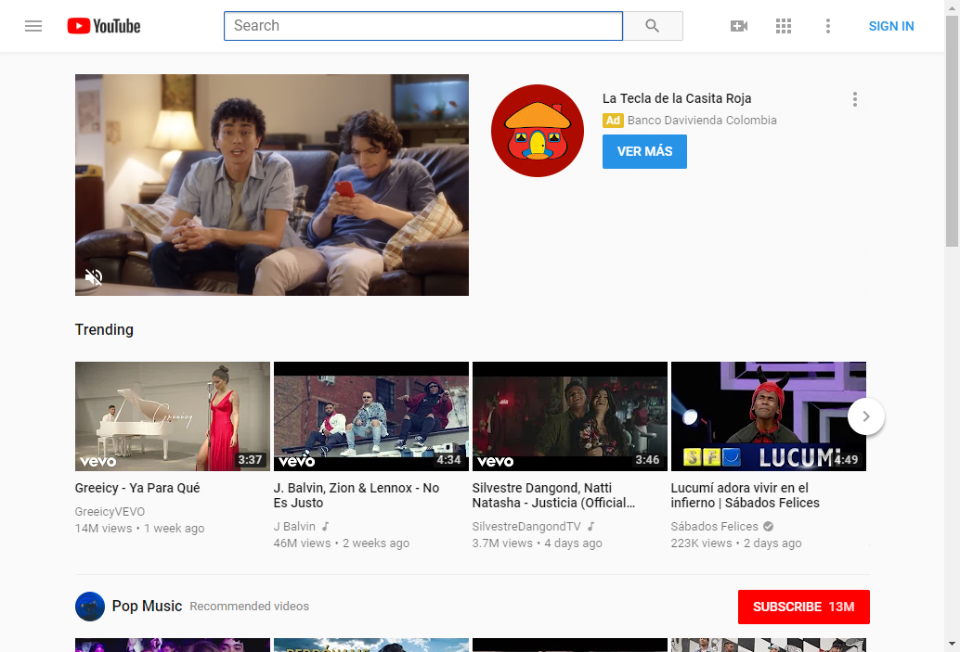 YouTube
Search
SIGN IN
La Tecla de la Casita Roja
Ad Banco Davivienda Colombia
VER MÁS
Trending
Greeicy
vevo
3:37
vevo
4:34
vevo
3:46
SFC
LUCUMÍ
4:49
Greeicy - Ya Para Qué
GreeicyVEVO
14M views • 1 week ago
J. Balvin, Zion & Lennox - No
Es Justo
J Balvin
46M views • 2 weeks ago
Silvestre Dangond, Natti
Natasha - Justicia (Official...
SilvestreDangondTV
3.7M views • 4 days ago
Lucumí adora vivir en el
infierno | Sábados Felices
Sábados Felices
223K views • 2 days ago
Pop Music Recommended videos
SUBSCRIBE 13M